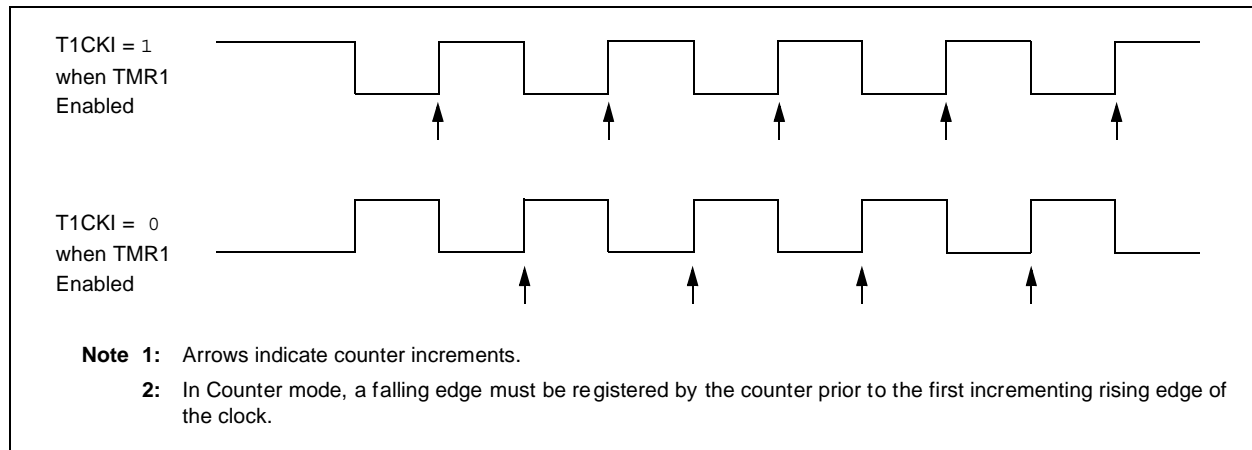 T1CKI = 1
when TMR1
Enabled
T1CKI = 0
when TMR1
Enabled
Note 1: Arrows indicate counter increments.
2: In Counter mode, a falling edge must be registered by the counter prior to the first incrementing rising edge of
the clock.